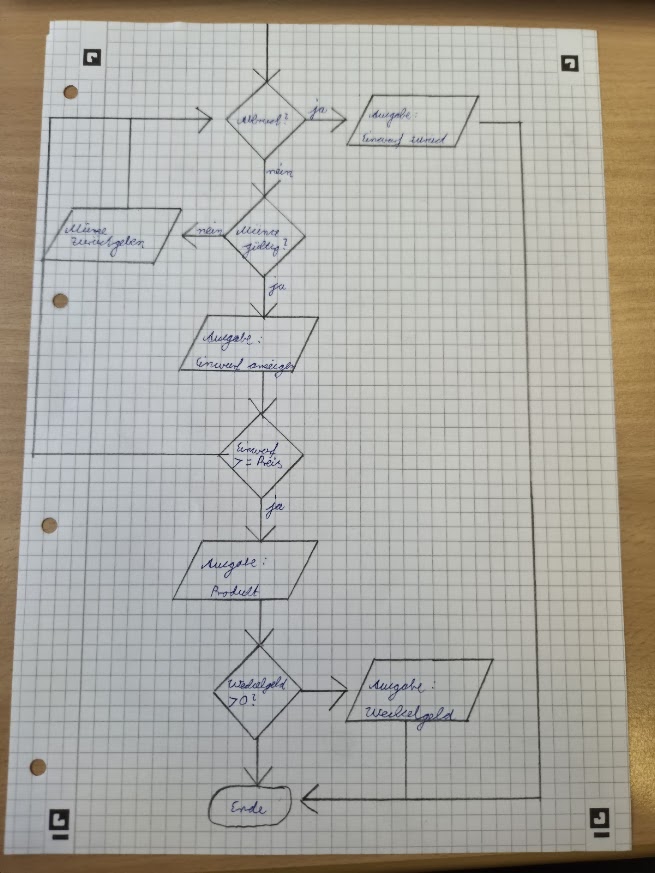 Abbruch?
ja
Ausgabe:
Einwurf zurück
nein
Münze
gültig?
nein
Münze
zurückgeben
ja
Ausgabe:
Einwurf anzeigen
Einwurf
>= Preis
ja
Ausgabe:
Produkt
Wechselgeld
>0?
Ausgabe:
Wechselgeld
Ende